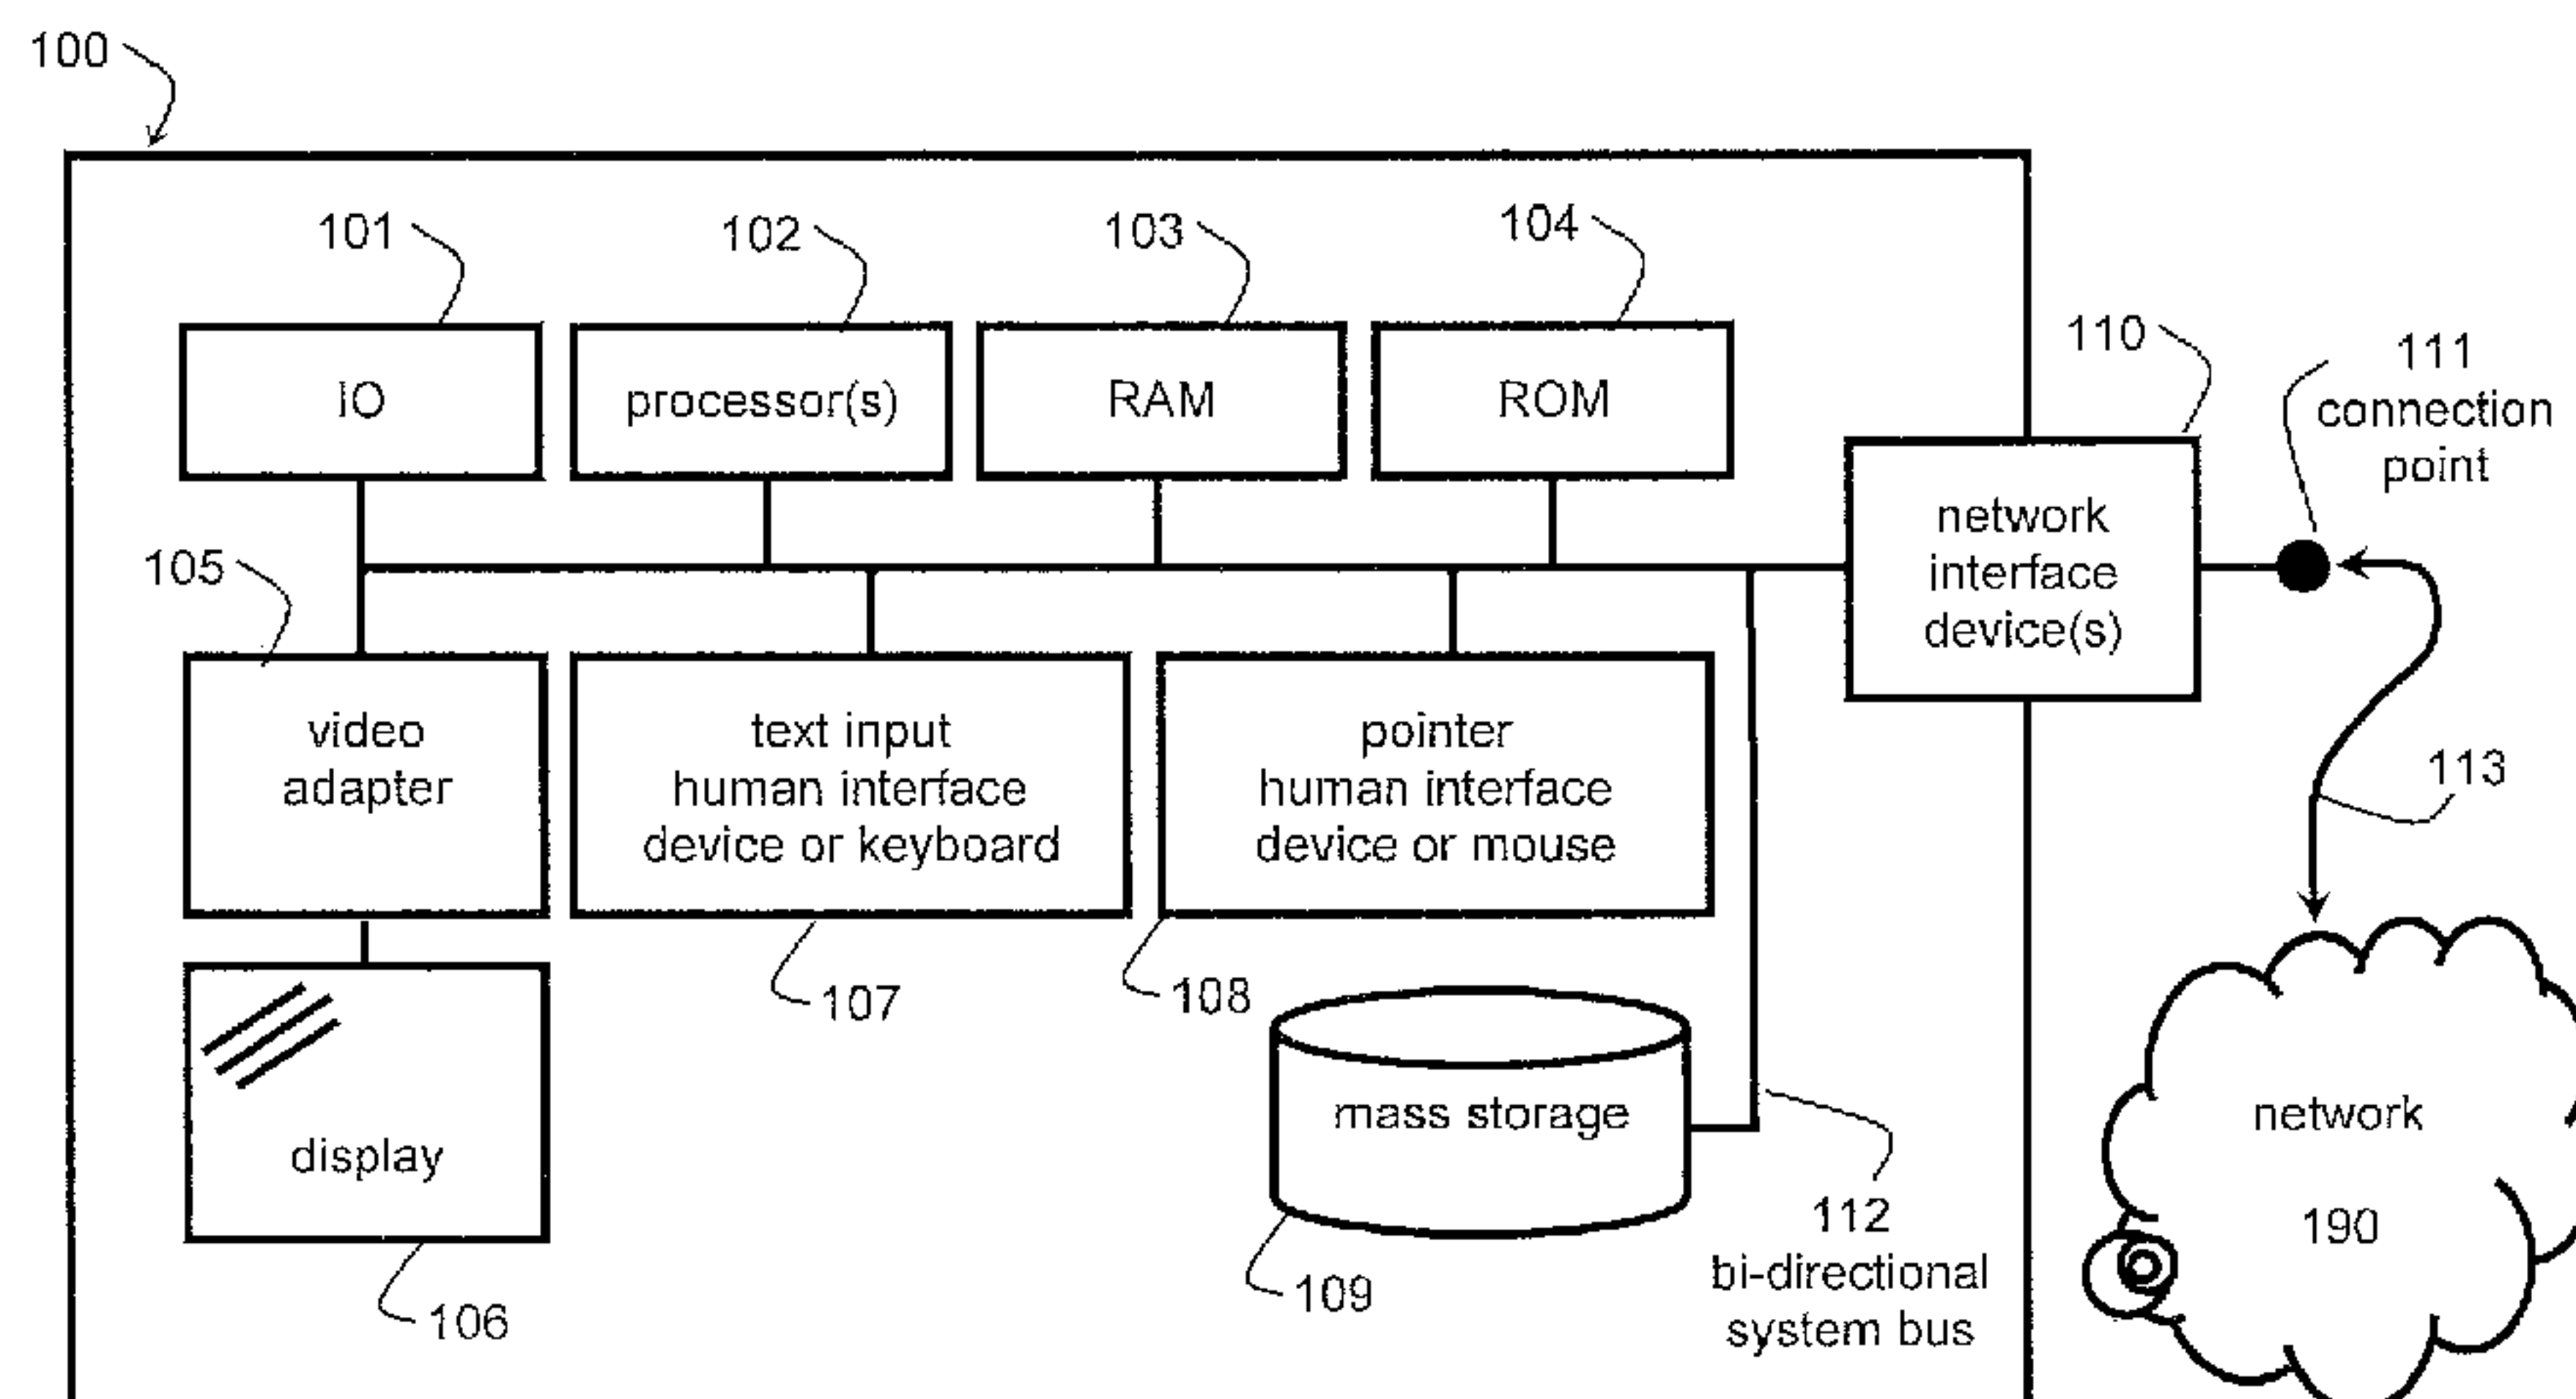 100
101
102
103
104
IO
processor(s)
RAM
ROM
110
111
connection
point
network
interface
device(s)
105
video
adapter
text input
human interface
device or keyboard
pointer
human interface
device or mouse
113
107
108
display
106
mass storage
109
112
bi-directional
system bus
network
190